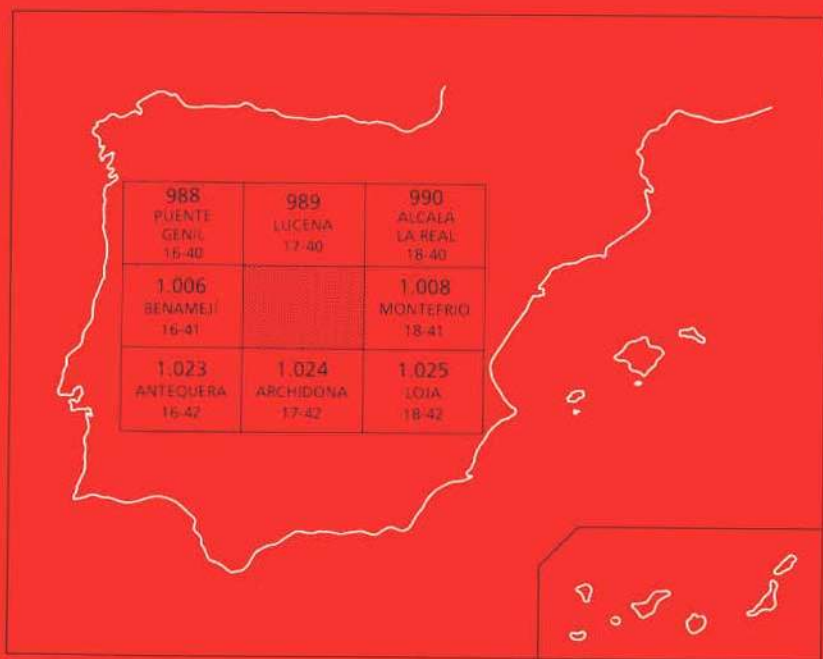 988
PUENTE
GENIL
16-40
989
LUCENA
17-40
990
ALCALA
LA REAL
18-40
1.006
BENAMEJÍ
16-41
1.008
MONTEFRIO
18-41
1.023
ANTEQUERA
16-42
1.024
ARCHIDONA
17-42
1.025
LOJA
18-42